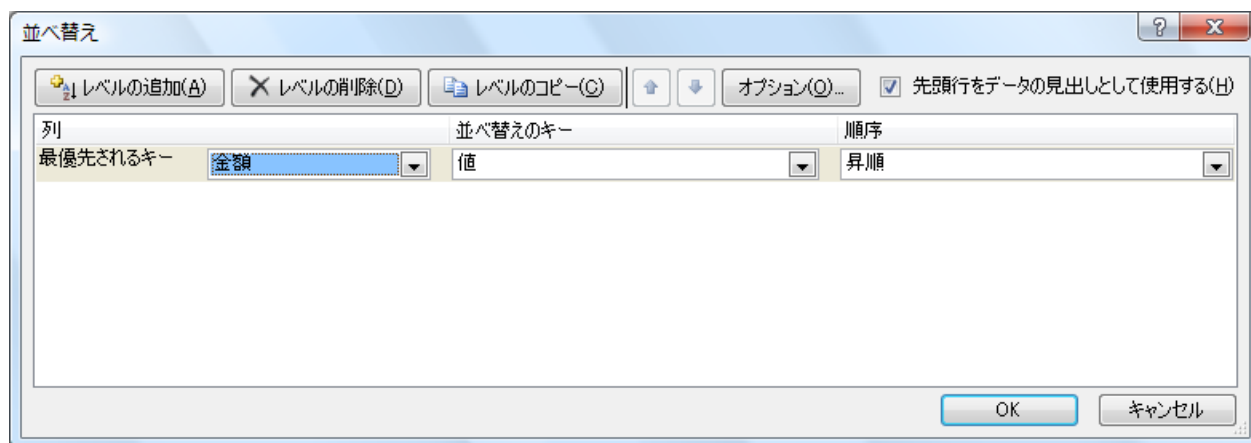 並べ替え
レベルの追加(A) レベルの削除(D) レベルのコピー(C) オプション(O)... 先頭行をデータの見出しとして使用する(H)
列 並べ替えのキー 順序
最優先されるキー 金額 値 昇順
OK キャンセル